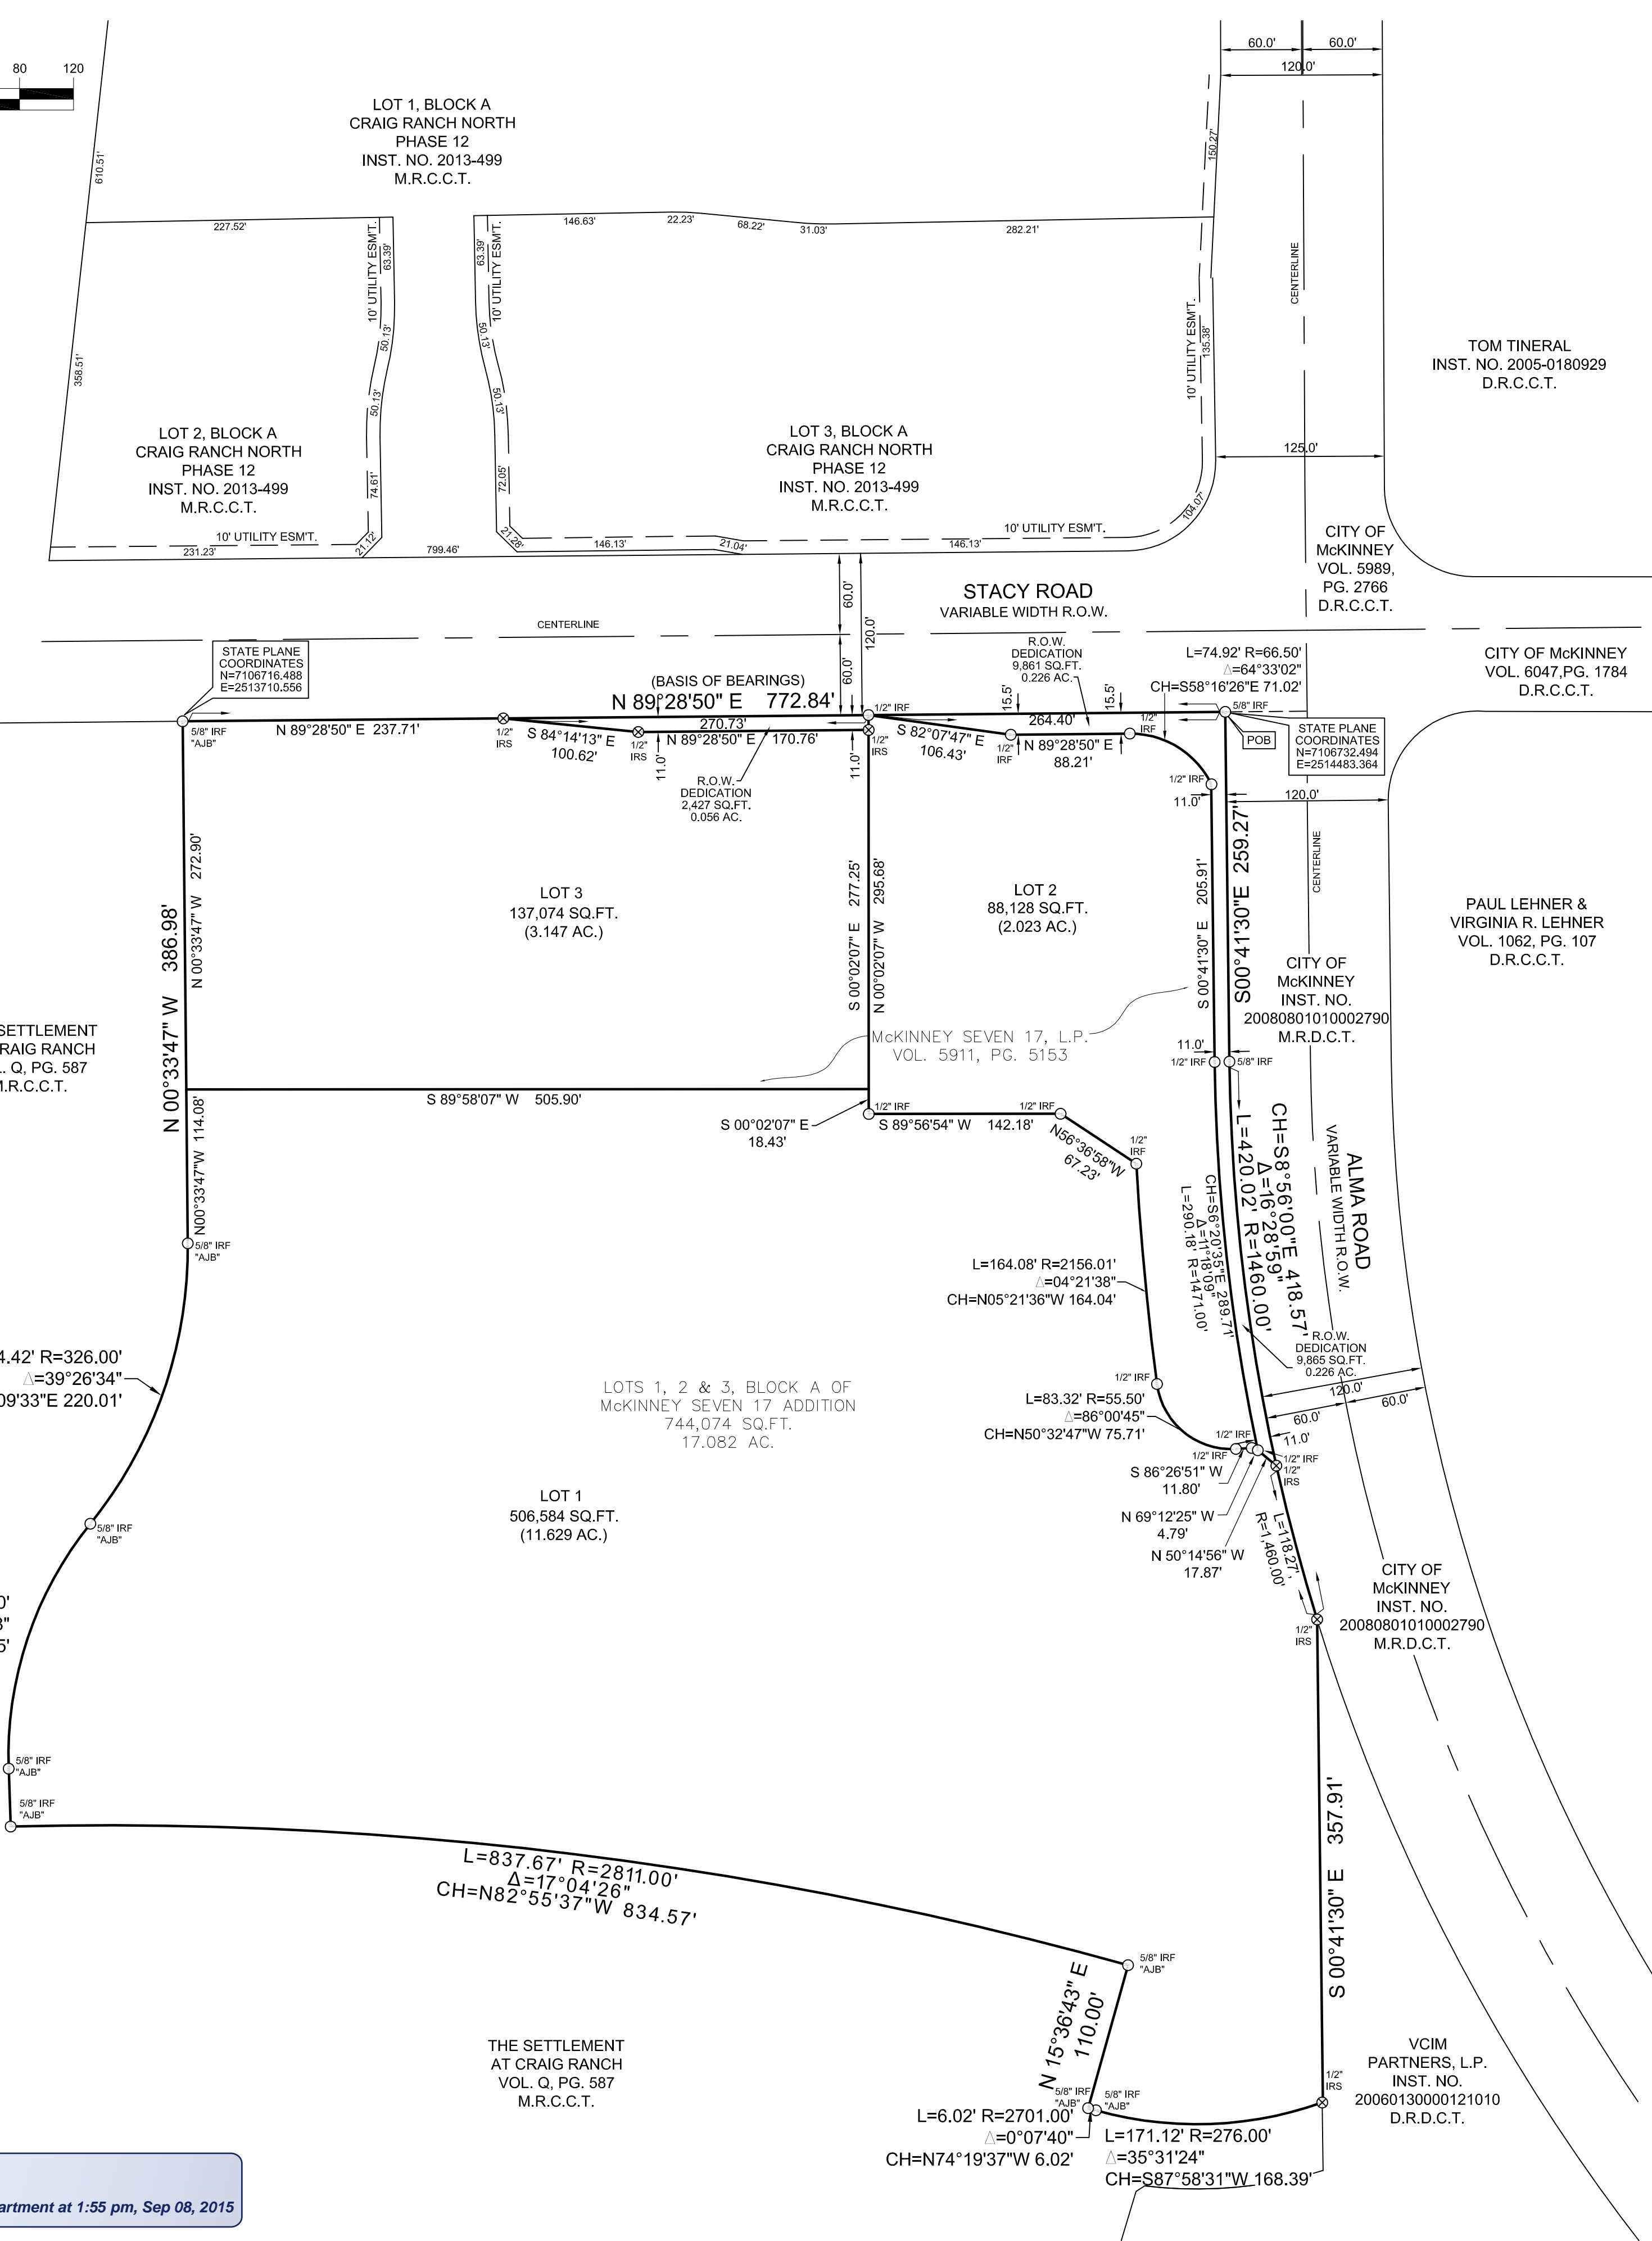 80
120
60.0'
60.0'
120.0'
610.51'
LOT 1, BLOCK A
CRAIG RANCH NORTH
PHASE 12
INST. NO. 2013-499
M.R.C.C.T.
150.27'
227.52'
63.39'
10' UTILITY ESM'T.
63.39'
10' UTILITY ESM'T.
146.63'
22.23'
68.22'
31.03'
282.21'
CENTERLINE
358.51'
50.13'
50.13'
74.61'
50.13'
50.13'
72.05'
10' UTILITY ESM'T.
135.38'
TOM TINERAL
INST. NO. 2005-0180929
D.R.C.C.T.
LOT 2, BLOCK A
CRAIG RANCH NORTH
PHASE 12
INST. NO. 2013-499
M.R.C.C.T.
LOT 3, BLOCK A
CRAIG RANCH NORTH
PHASE 12
INST. NO. 2013-499
M.R.C.C.T.
125.0'
104.07'
10' UTILITY ESM'T.
231.23'
21.12'
799.46'
21.28'
146.13'
21.04'
10' UTILITY ESM'T.
146.13'
CITY OF
McKINNEY
VOL. 5989,
PG. 2766
D.R.C.C.T.
60.0'
120.0'
60.0'
STACY ROAD
VARIABLE WIDTH R.O.W.
CENTERLINE
STATE PLANE
COORDINATES
N=7106716.488
E=2513710.556
R.O.W.
DEDICATION
9,861 SQ.FT.
0.226 AC.
L=74.92' R=66.50'
Δ=64°33'02"
CH=S58°16'26"E 71.02'
CITY OF McKINNEY
VOL. 6047,PG. 1784
D.R.C.C.T.
(BASIS OF BEARINGS)
N 89°28'50" E 772.84'
5/8" IRF
"AJB"
N 89°28'50" E 237.71'
1/2"
IRS
S 84°14'13" E
100.62'
1/2"
IRS
270.73'
N 89°28'50" E 170.76'
11.0'
11.0'
1/2" IRF
1/2"
IRS
S 82°07'47" E
106.43'
15.5'
15.5'
264.40'
1/2"
IRF
N 89°28'50" E
88.21'
1/2"
IRF
5/8" IRF
POB
STATE PLANE
COORDINATES
N=7106732.494
E=2514483.364
R.O.W.
DEDICATION
2,427 SQ.FT.
0.056 AC.
1/2" IRF
11.0'
120.0'
N 00°33'47" W 386.98'
N 00°33'47" W 272.90'
LOT 3
137,074 SQ.FT.
(3.147 AC.)
S 00°02'07" E 277.25'
N 00°02'07" W 295.68'
LOT 2
88,128 SQ.FT.
(2.023 AC.)
S 00°41'30" E 205.91'
S00°41'30"E 259.27'
CENTERLINE
PAUL LEHNER &
VIRGINIA R. LEHNER
VOL. 1062, PG. 107
D.R.C.C.T.
CITY OF
McKINNEY
INST. NO.
20080801010002790
M.R.D.C.T.
SETTLEMENT
RAIG RANCH
Q, PG. 587
M.R.C.C.T.
McKINNEY SEVEN 17, L.P.
VOL. 5911, PG. 5153
11.0'
1/2" IRF
5/8" IRF
S 89°58'07" W 505.90'
S 00°02'07" E
18.43'
1/2" IRF
S 89°56'54" W 142.18'
1/2" IRF
N56°36'58"W
67.23'
1/2"
IRF
N00°33'47"W 114.08'
5/8" IRF
"AJB"
CH=S6°20'35"E 289.71'
Δ=11°18'09"
L=290.18' R=1471.00'
CH=S8°56'00"E 418.57'
Δ=16°28'59"
L=420.02' R=1460.00'
ALMA ROAD
VARIABLE WIDTH R.O.W.
L=164.08' R=2156.01'
Δ=04°21'38"
CH=N05°21'36"W 164.04'
4.42' R=326.00'
Δ=39°26'34"
09'33"E 220.01'
R.O.W.
DEDICATION
9,865 SQ.FT.
0.226 AC.
120.0'
60.0'
60.0'
11.0'
LOTS 1, 2 & 3, BLOCK A OF
McKINNEY SEVEN 17 ADDITION
744,074 SQ.FT.
17.082 AC.
1/2" IRF
L=83.32' R=55.50'
Δ=86°00'45"
CH=N50°32'47"W 75.71'
1/2" IRF
1/2" IRF
1/2" IRF
1/2"
IRS
S 86°26'51" W
11.80'
N 69°12'25" W
4.79'
N 50°14'56" W
17.87'
LOT 1
506,584 SQ.FT.
(11.629 AC.)
5/8" IRF
"AJB"
L=118.27',
R=1,460.00'
1/2"
IRS
CITY OF
McKINNEY
INST. NO.
20080801010002790
M.R.D.C.T.
5/8" IRF
"AJB"
5/8" IRF
"AJB"
L=837.67' R=2811.00'
Δ=17°04'26"
CH=N82°55'37"W 834.57'
S 00°41'30" E 357.91'
5/8" IRF
"AJB"
N 15°36'43" E
110.00'
THE SETTLEMENT
AT CRAIG RANCH
VOL. Q, PG. 587
M.R.C.C.T.
5/8" IRF
"AJB"
5/8" IRF
"AJB"
1/2"
IRS
L=6.02' R=2701.00'
Δ=0°07'40"
CH=N74°19'37"W 6.02'
L=171.12' R=276.00'
Δ=35°31'24"
CH=S87°58'31"W 168.39'
VCIM
PARTNERS, L.P.
INST. NO.
20060130000121010
D.R.D.C.T.
artment at 1:55 pm, Sep 08, 2015